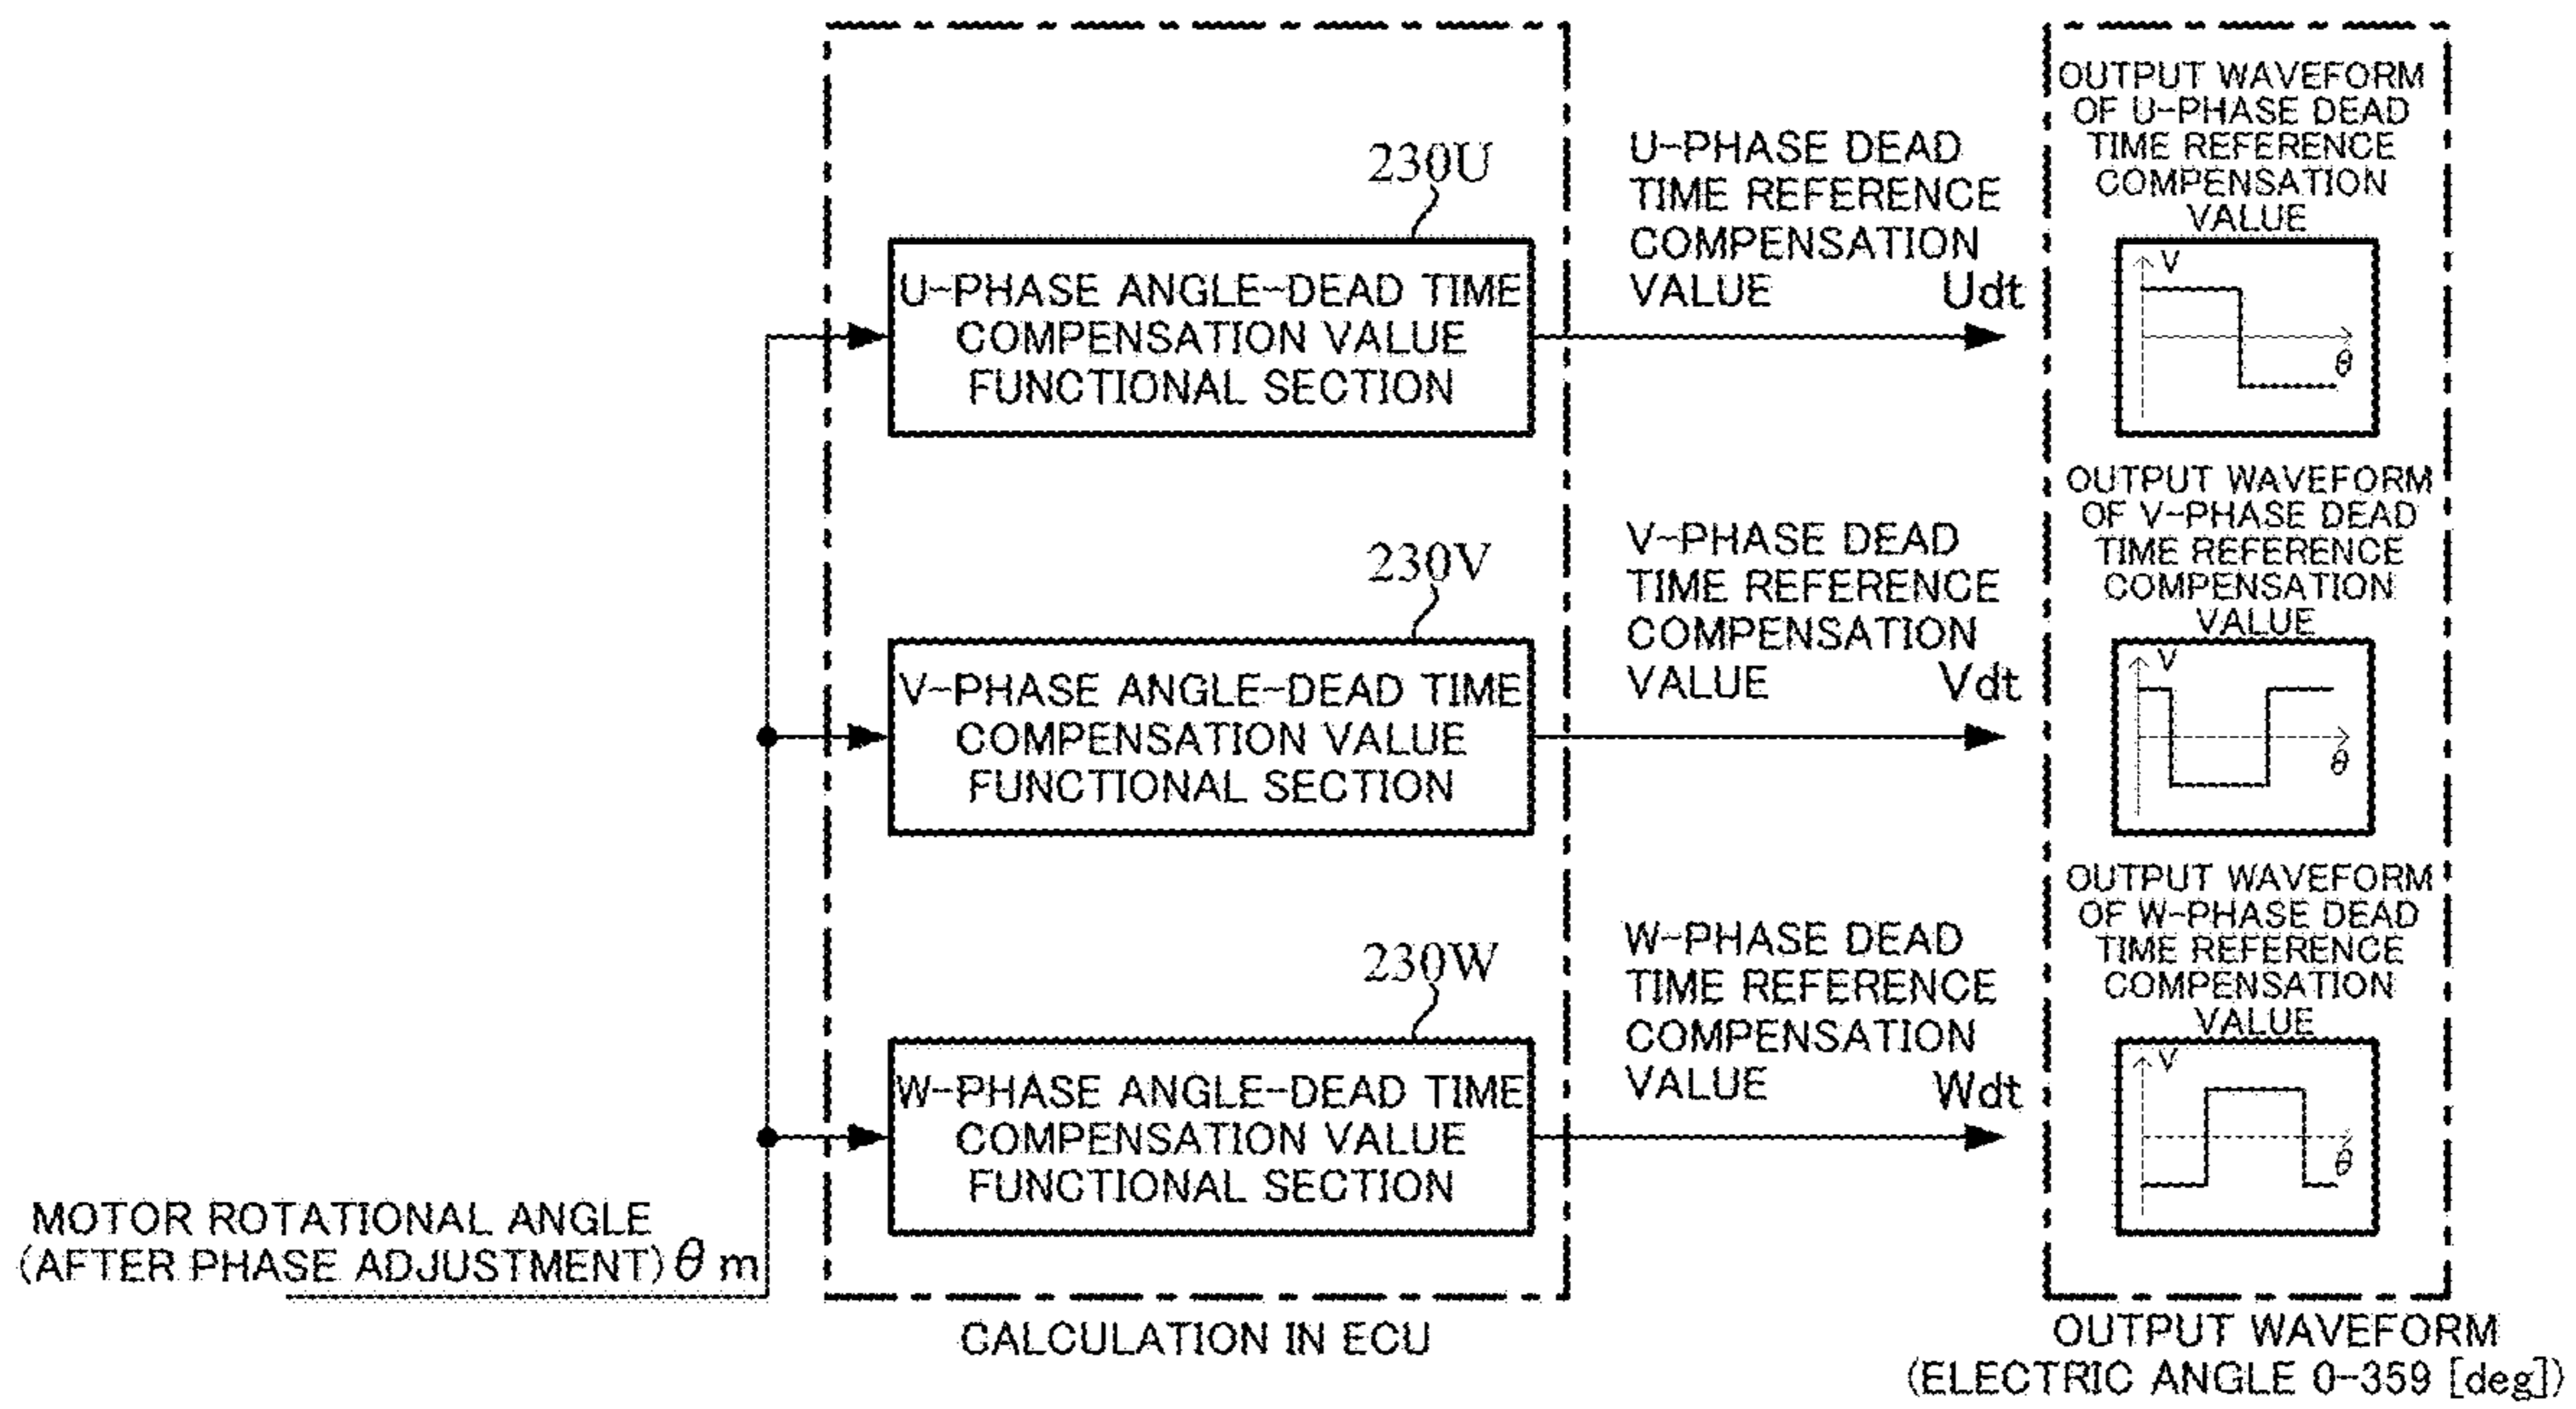 230U
U-PHASE ANGLE-DEAD TIME
COMPENSATION VALUE
FUNCTIONAL SECTION
U-PHASE DEAD
TIME REFERENCE
COMPENSATION
VALUE Udt
OUTPUT WAVEFORM
OF U-PHASE DEAD
TIME REFERENCE
COMPENSATION
VALUE
V
θ
230V
V-PHASE ANGLE-DEAD TIME
COMPENSATION VALUE
FUNCTIONAL SECTION
V-PHASE DEAD
TIME REFERENCE
COMPENSATION
VALUE Vdt
OUTPUT WAVEFORM
OF V-PHASE DEAD
TIME REFERENCE
COMPENSATION
VALUE
V
θ
230W
W-PHASE ANGLE-DEAD TIME
COMPENSATION VALUE
FUNCTIONAL SECTION
W-PHASE DEAD
TIME REFERENCE
COMPENSATION
VALUE Wdt
OUTPUT WAVEFORM
OF W-PHASE DEAD
TIME REFERENCE
COMPENSATION
VALUE
V
θ
MOTOR ROTATIONAL ANGLE
(AFTER PHASE ADJUSTMENT) θ m
CALCULATION IN ECU
OUTPUT WAVEFORM
(ELECTRIC ANGLE 0-359 [deg])